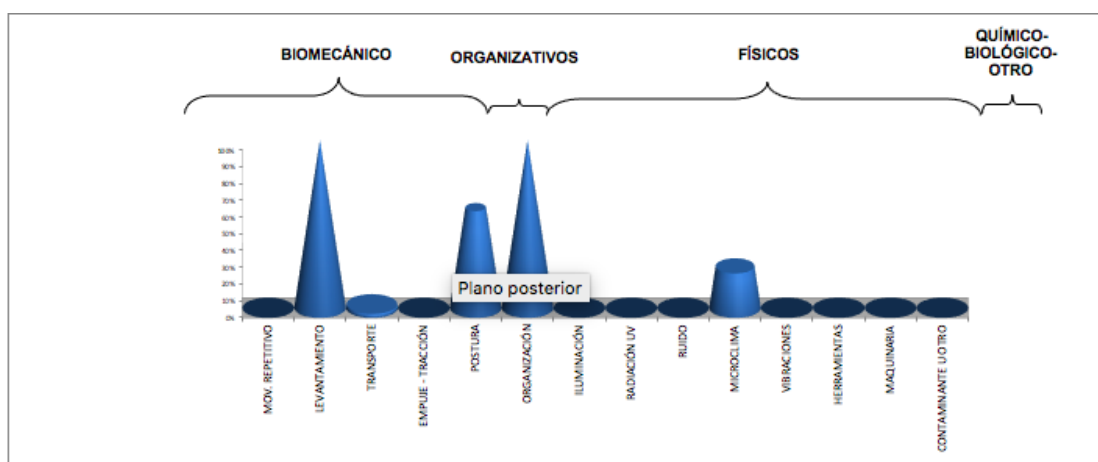 BIOMECÁNICO
ORGANIZATIVOS
FÍSICOS
QUÍMICO-
BIOLÓGICO-
OTRO
100%
90%
80%
70%
60%
50%
40%
30%
20%
10%
0%
Plano posterior
MOV. REPETITIVO
LEVANTAMIENTO
TRANSPORTE
EMPUJE - TRACCIÓN
POSTURA
ORGANIZACIÓN
ILUMINACIÓN
RADIACIÓN UV
RUIDO
MICROCLIMA
VIBRACIONES
HERRAMIENTAS
MAQUINARIA
CONTAMINANTE U OTRO